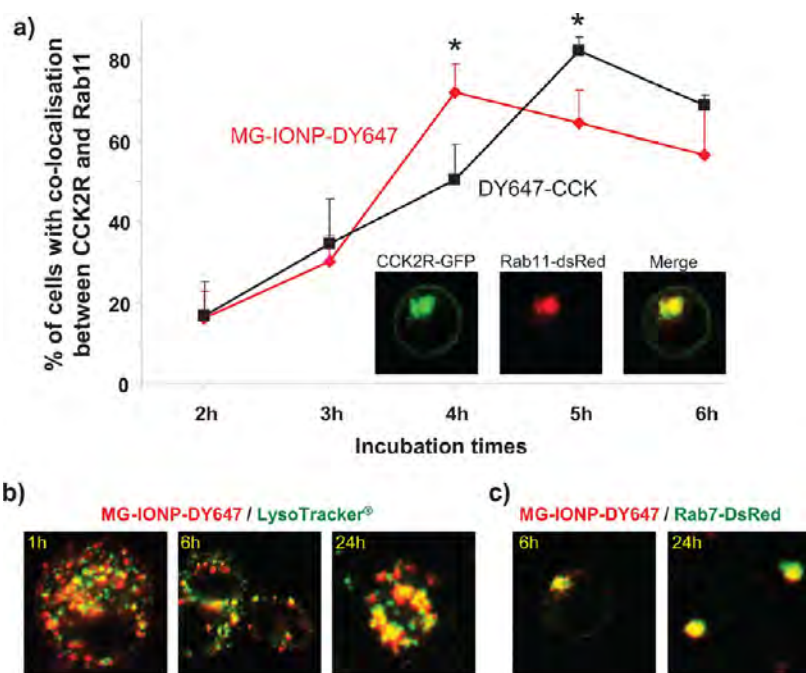 a)
% of cells with co-localisation
between CCK2R and Rab11
80
60
40
20
0
*
*
MG-IONP-DY647
DY647-CCK
CCK2R-GFP Rab11-dsRed Merge
2h 3h 4h 5h 6h
Incubation times
b)
MG-IONP-DY647 / LysoTracker®
1h 6h 24h
c)
MG-IONP-DY647 / Rab7-DsRed
6h 24h